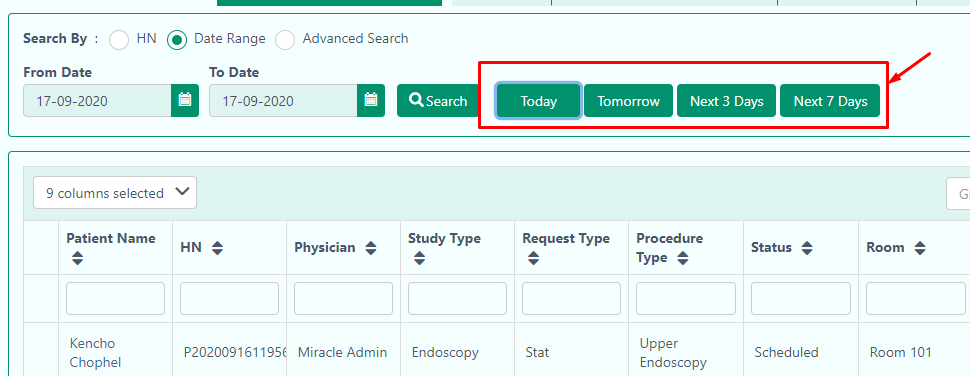 Search By : HN Date Range Advanced Search
From Date To Date
17-09-2020 17-09-2020 Search Today Tomorrow Next 3 Days Next 7 Days
9 columns selected Gl
Patient Name HN Physician Study Type Request Type Procedure Type Status Room
Kencho Chophel P2020091611956 Miracle Admin Endoscopy Stat Upper Endoscopy Scheduled Room 101